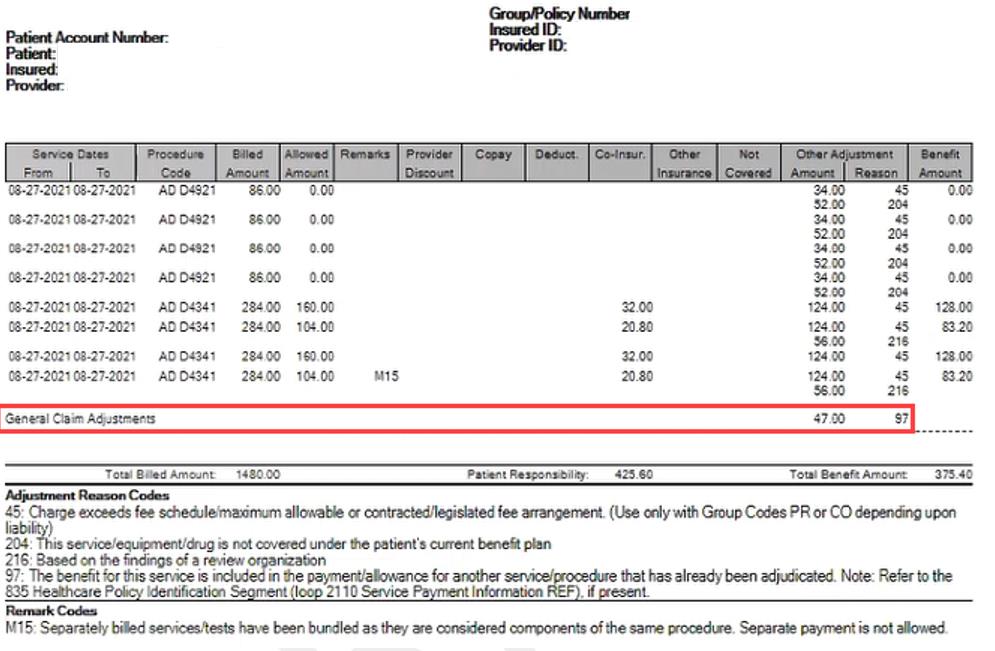 Group/Policy Number
Insured ID:
Provider ID:
Patient Account Number:
Patient:
Insured:
Provider:
Service Dates Procedure Billed Allowed Remarks Provider Copay Deduct. Co-Insur. Other Not Other Adjustment Benefit
From To Code Amount Amount Discount Insurance Covered Amount Reason Amount
08-27-2021 08-27-2021 AD D4921 86.00 0.00 34.00 45 0.00
52.00 204
08-27-2021 08-27-2021 AD D4921 86.00 0.00 34.00 45 0.00
52.00 204
08-27-2021 08-27-2021 AD D4921 86.00 0.00 34.00 45 0.00
52.00 204
08-27-2021 08-27-2021 AD D4921 86.00 0.00 34.00 45 0.00
52.00 204
08-27-2021 08-27-2021 AD D4341 284.00 160.00 32.00 124.00 45 128.00
08-27-2021 08-27-2021 AD D4341 284.00 104.00 20.80 124.00 45 83.20
56.00 216
08-27-2021 08-27-2021 AD D4341 284.00 160.00 32.00 124.00 45 128.00
08-27-2021 08-27-2021 AD D4341 284.00 104.00 M15 20.80 124.00 45 83.20
56.00 216
General Claim Adjustments 47.00 97
Total Billed Amount: 1480.00 Patient Responsibility: 425.60 Total Benefit Amount: 375.40
Adjustment Reason Codes
45: Charge exceeds fee schedule/maximum allowable or contracted/legislated fee arrangement. (Use only with Group Codes PR or CO depending upon
liability)
204: This service/equipment/drug is not covered under the patient's current benefit plan
216: Based on the findings of a review organization
97: The benefit for this service is included in the payment/allowance for another service/procedure that has already been adjudicated. Note: Refer to the
835 Healthcare Policy Identification Segment (loop 2110 Service Payment Information REF), if present.
Remark Codes
M15: Separately billed services/tests have been bundled as they are considered components of the same procedure. Separate payment is not allowed.